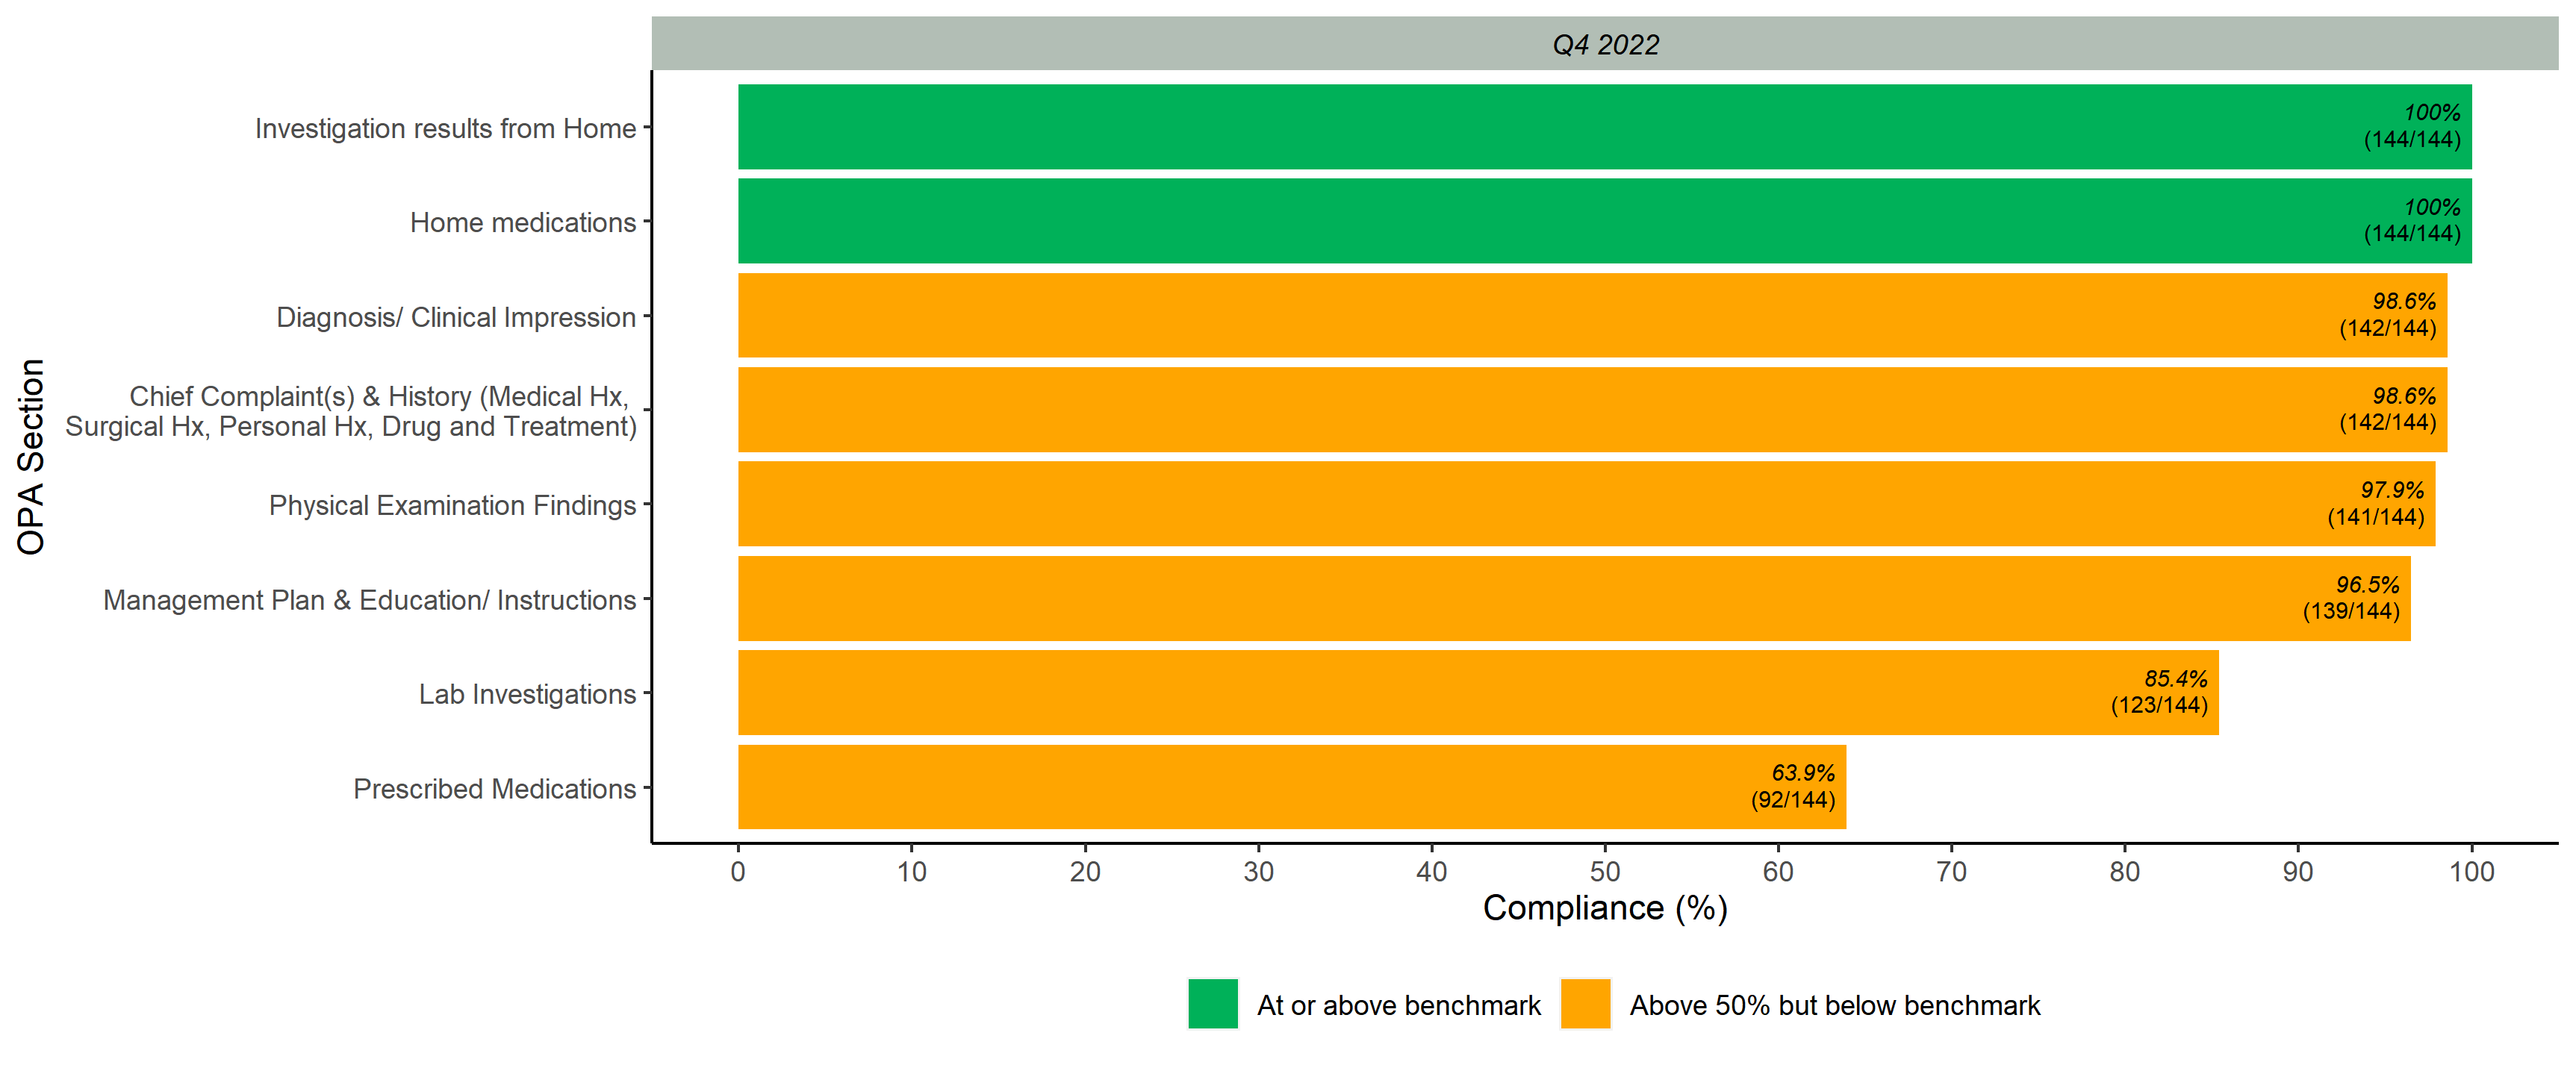 Q4 2022
OPA Section
Investigation results from Home
100%
(144/144)
Home medications
100%
(144/144)
Diagnosis/ Clinical Impression
98.6%
(142/144)
Chief Complaint(s) & History (Medical Hx,
Surgical Hx, Personal Hx, Drug and Treatment)
98.6%
(142/144)
Physical Examination Findings
97.9%
(141/144)
Management Plan & Education/ Instructions
96.5%
(139/144)
Lab Investigations
85.4%
(123/144)
Prescribed Medications
63.9%
(92/144)
0 10 20 30 40 50 60 70 80 90 100
Compliance (%)
At or above benchmark
Above 50% but below benchmark